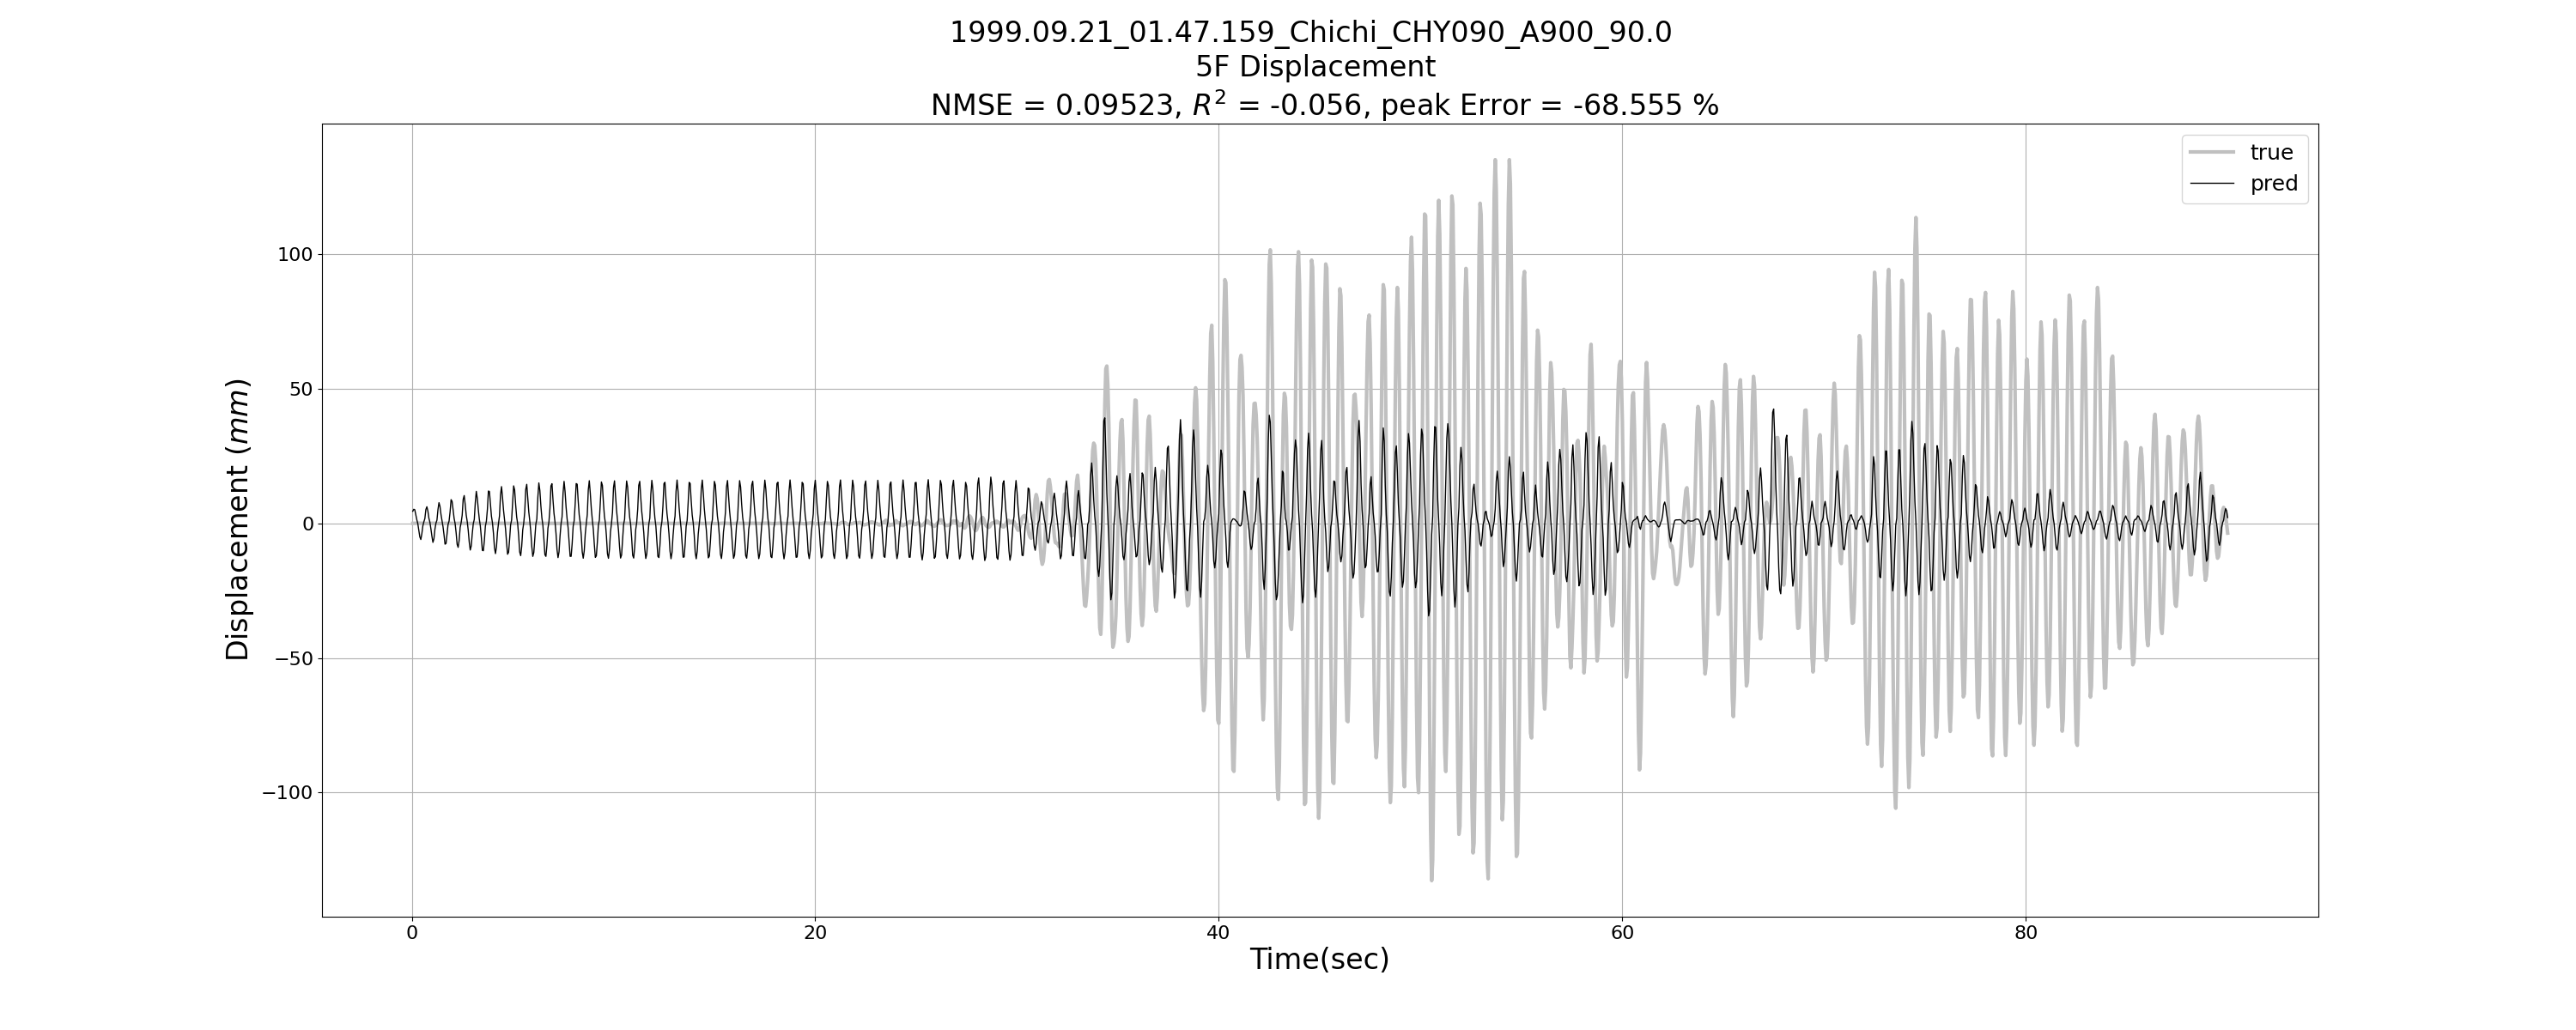 1999.09.21_01.47.159_Chichi_CHY090_A900_90.0
5F Displacement
NMSE = 0.09523, R² = -0.056, peak Error = -68.555 %
true
pred
Displacement (mm)
100
50
0
−50
−100
0 20 40 60 80
Time(sec)